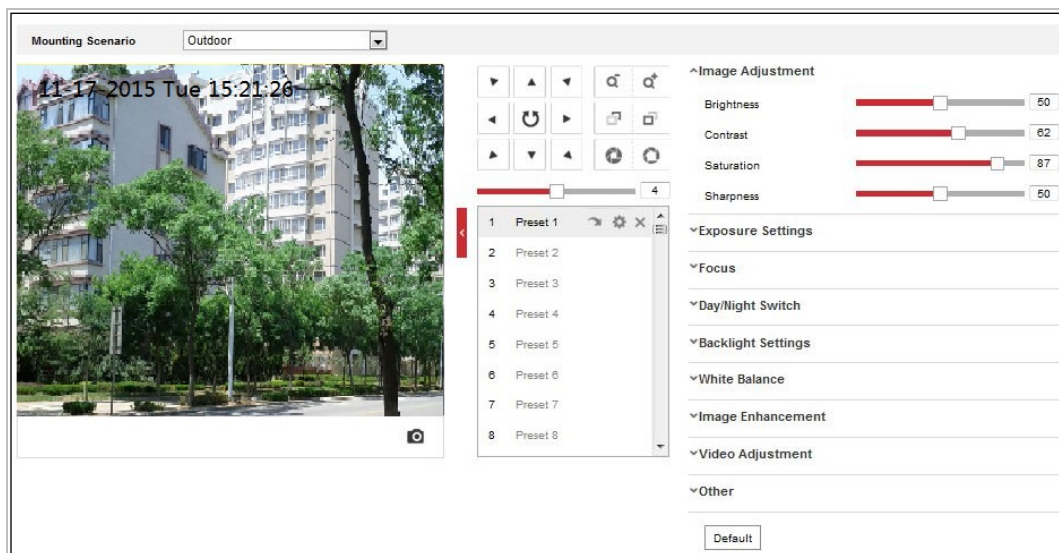 Mounting Scenario Outdoor
11-17-2015 Tue 15:21:26
4
1 Preset 1
2 Preset 2
3 Preset 3
4 Preset 4
5 Preset 5
6 Preset 6
7 Preset 7
8 Preset 8
Image Adjustment
Brightness 50
Contrast 62
Saturation 87
Sharpness 50
Exposure Settings
Focus
Day/Night Switch
Backlight Settings
White Balance
Image Enhancement
Video Adjustment
Other
Default